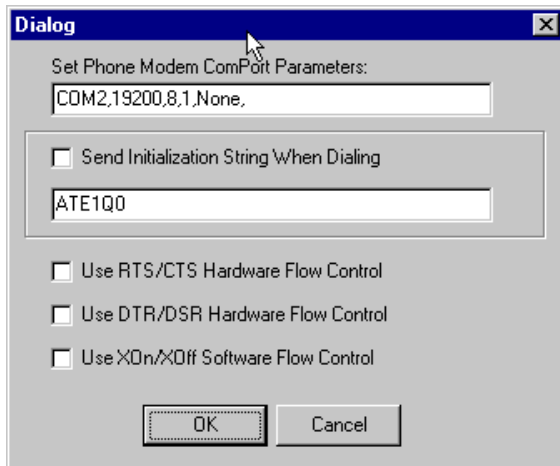 Dialog
Set Phone Modem ComPort Parameters:
COM2,19200,8,1,None,
Send Initialization String When Dialing
ATE1Q0
Use RTS/CTS Hardware Flow Control
Use DTR/DSR Hardware Flow Control
Use XOn/XOff Software Flow Control
OK Cancel